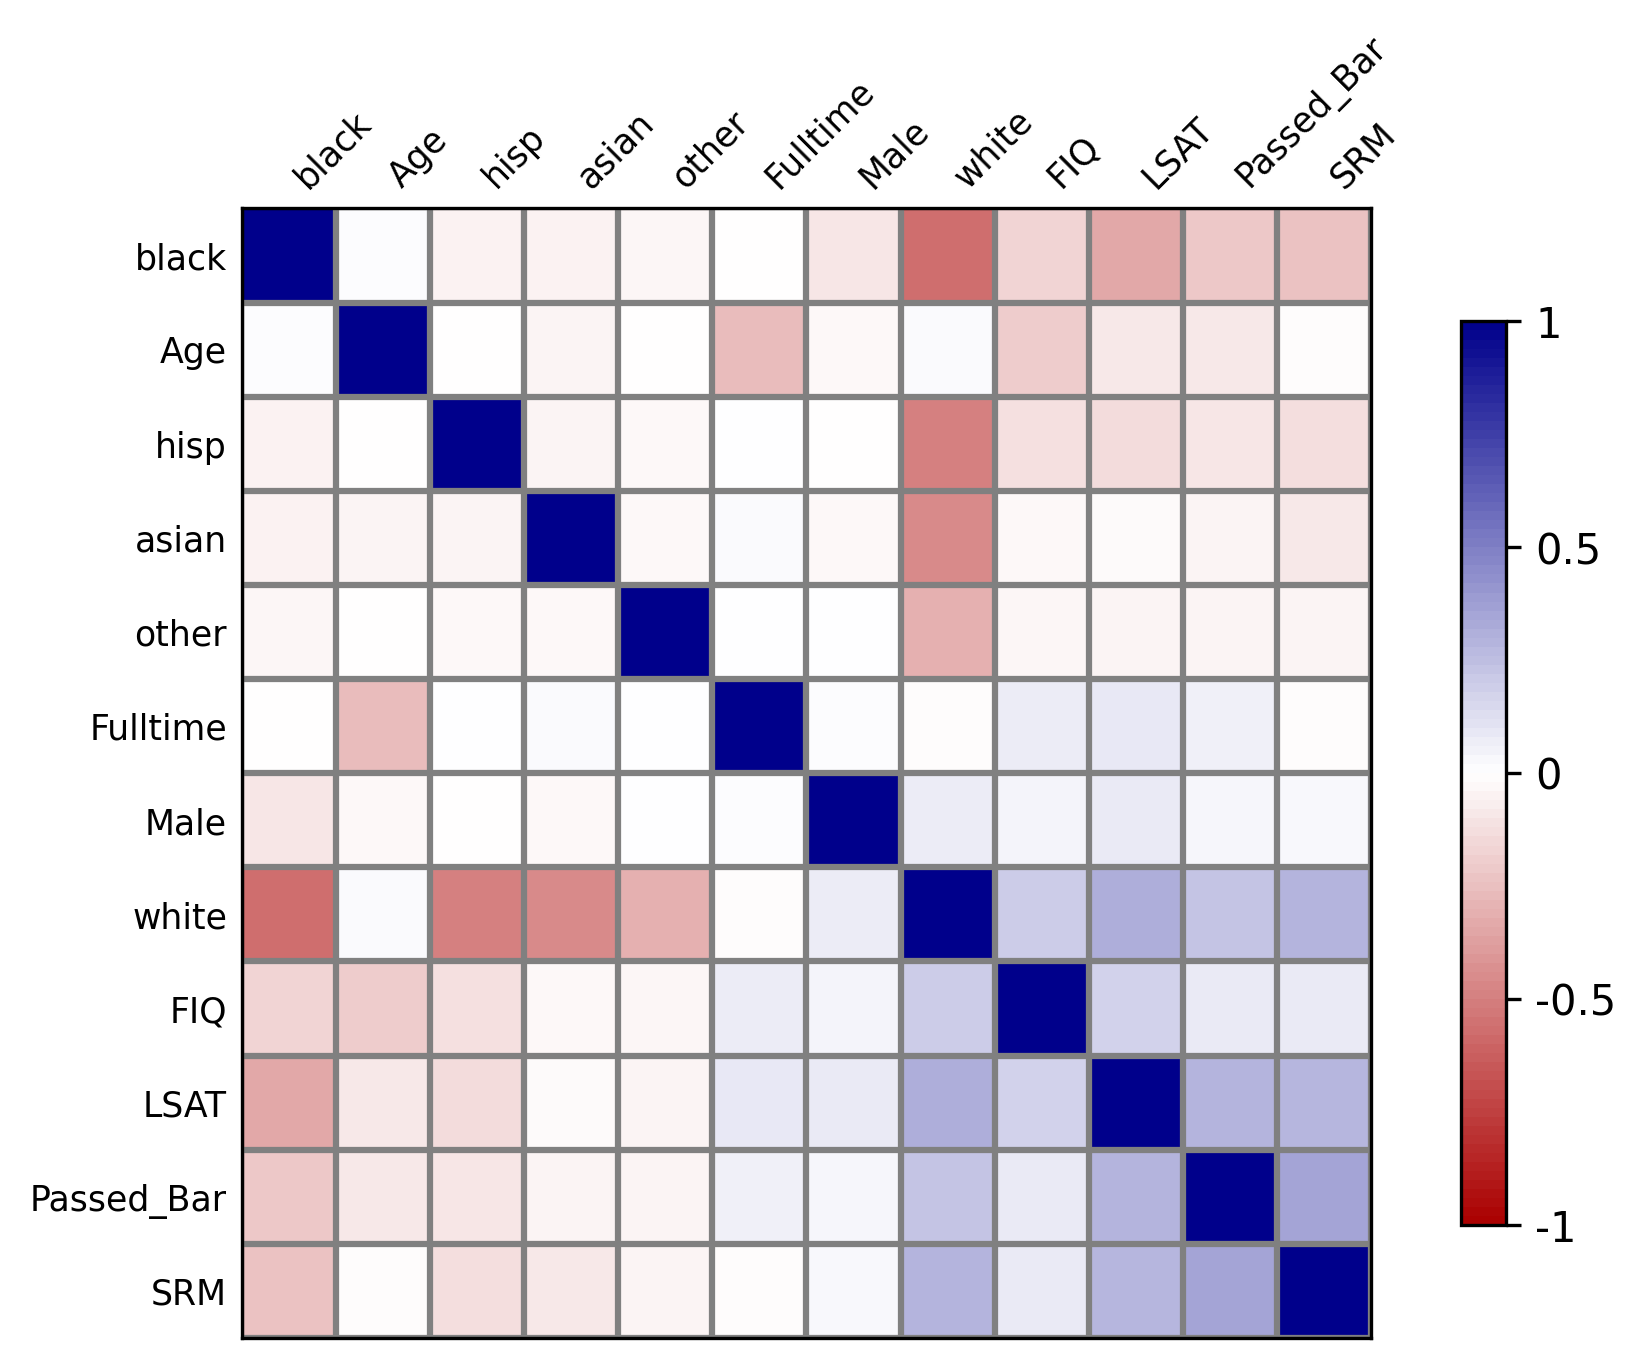 black
Age
hisp
asian
other
Fulltime
Male
white
FIQ
LSAT
Passed_Bar
SRM
black
Age
hisp
asian
other
Fulltime
Male
white
FIQ
LSAT
Passed_Bar
SRM
1
0.5
0
-0.5
-1